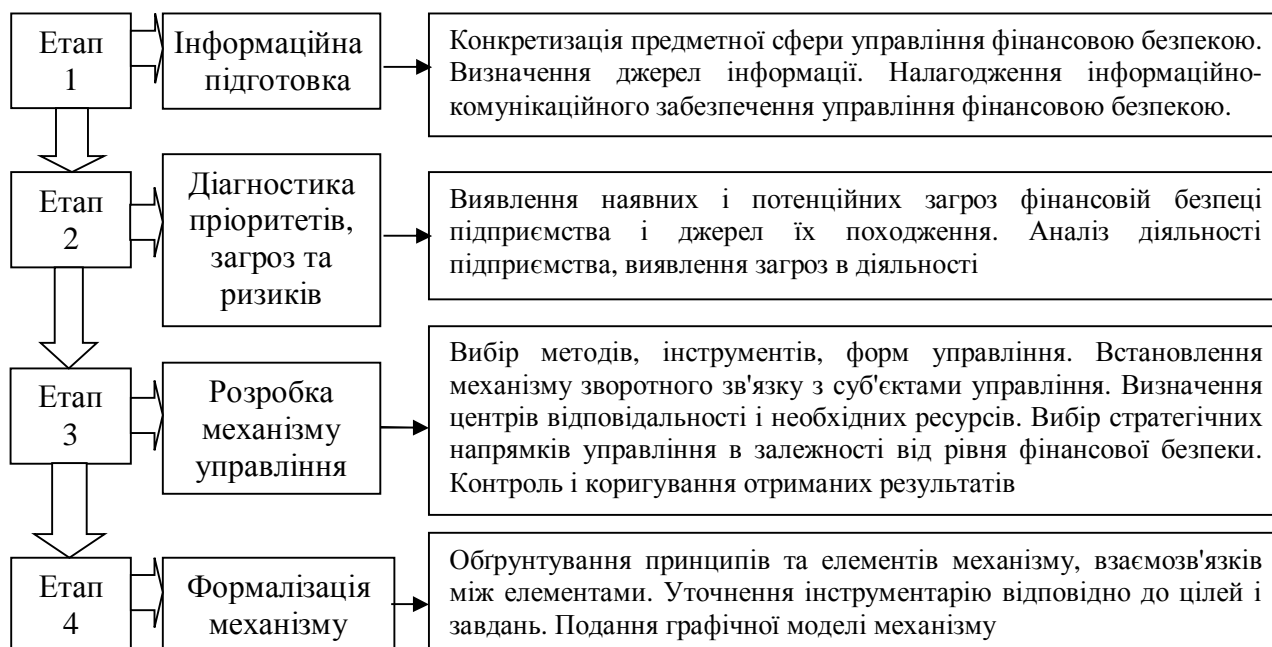 Етап
1
Інформаційна
підготовка
Конкретизація предметної сфери управління фінансовою безпекою.
Визначення джерел інформації. Налагодження інформаційно-
комунікаційного забезпечення управління фінансовою безпекою.
Етап
2
Діагностика
пріоритетів,
загроз та
ризиків
Виявлення наявних і потенційних загроз фінансовій безпеці
підприємства і джерел їх походження. Аналіз діяльності
підприємства, виявлення загроз в діяльності
Етап
3
Розробка
механізму
управління
Вибір методів, інструментів, форм управління. Встановлення
механізму зворотного зв'язку з суб'єктами управління. Визначення
центрів відповідальності і необхідних ресурсів. Вибір стратегічних
напрямків управління в залежності від рівня фінансової безпеки.
Контроль і коригування отриманих результатів
Етап
4
Формалізація
механізму
Обґрунтування принципів та елементів механізму, взаємозв'язків
між елементами. Уточнення інструментарію відповідно до цілей і
завдань. Подання графічної моделі механізму